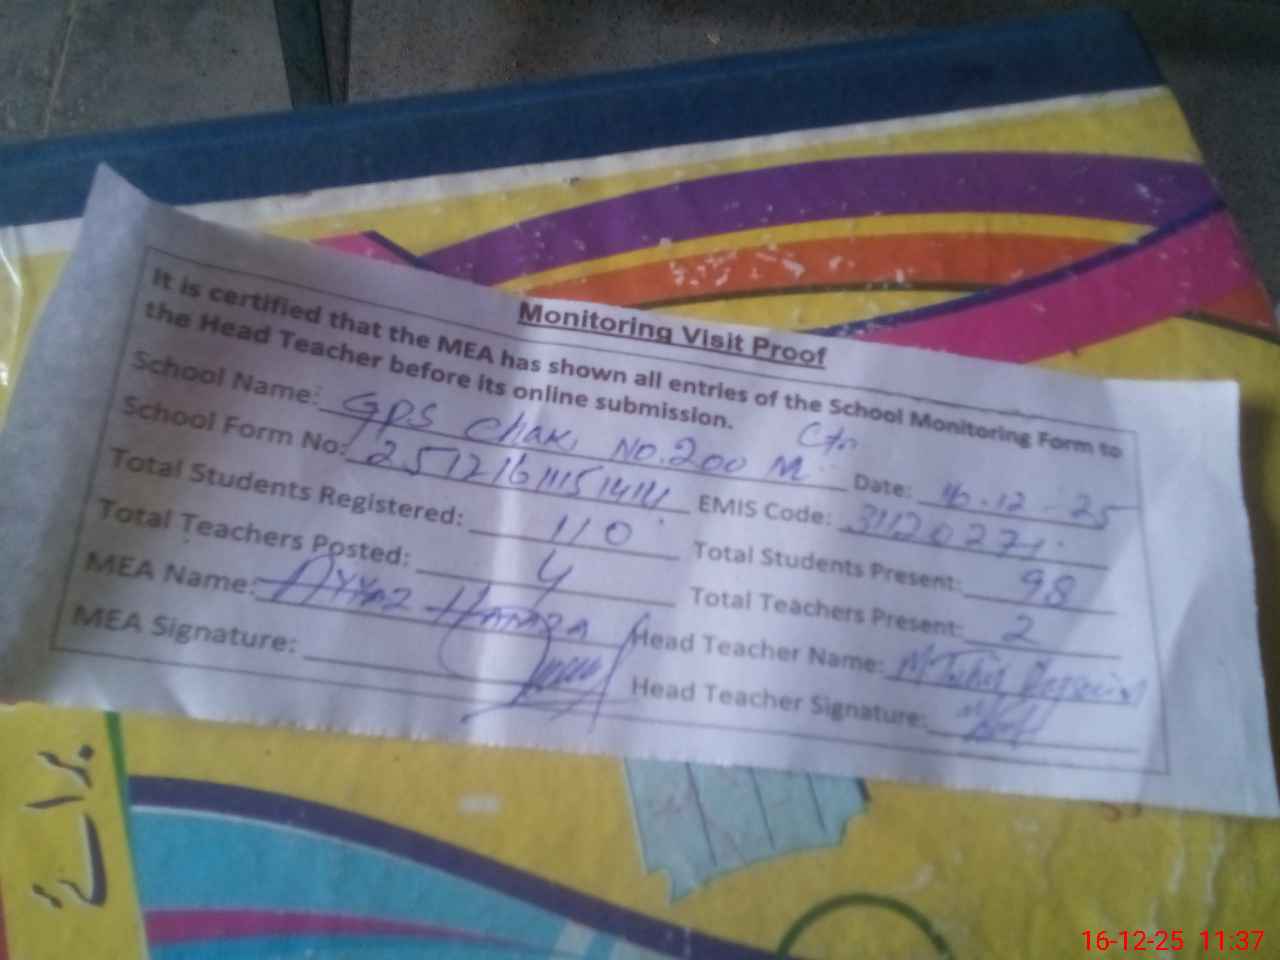 Monitoring Visit Proof
It is certified that the MEA has shown all entries of the School Monitoring Form to
the Head Teacher before its online submission.
School Name: GPS Chak No. 200 M Date: 16.12.25
School Form No: EMIS Code: 31120271
Total Students Registered: 110 Total Students Present: 98
Total Teachers Posted: 4 Total Teachers Present: 2
MEA Name: Ayyaz Hamza Head Teacher Name: M Tahir
MEA Signature: Head Teacher Signature:
16-12-25 11:37